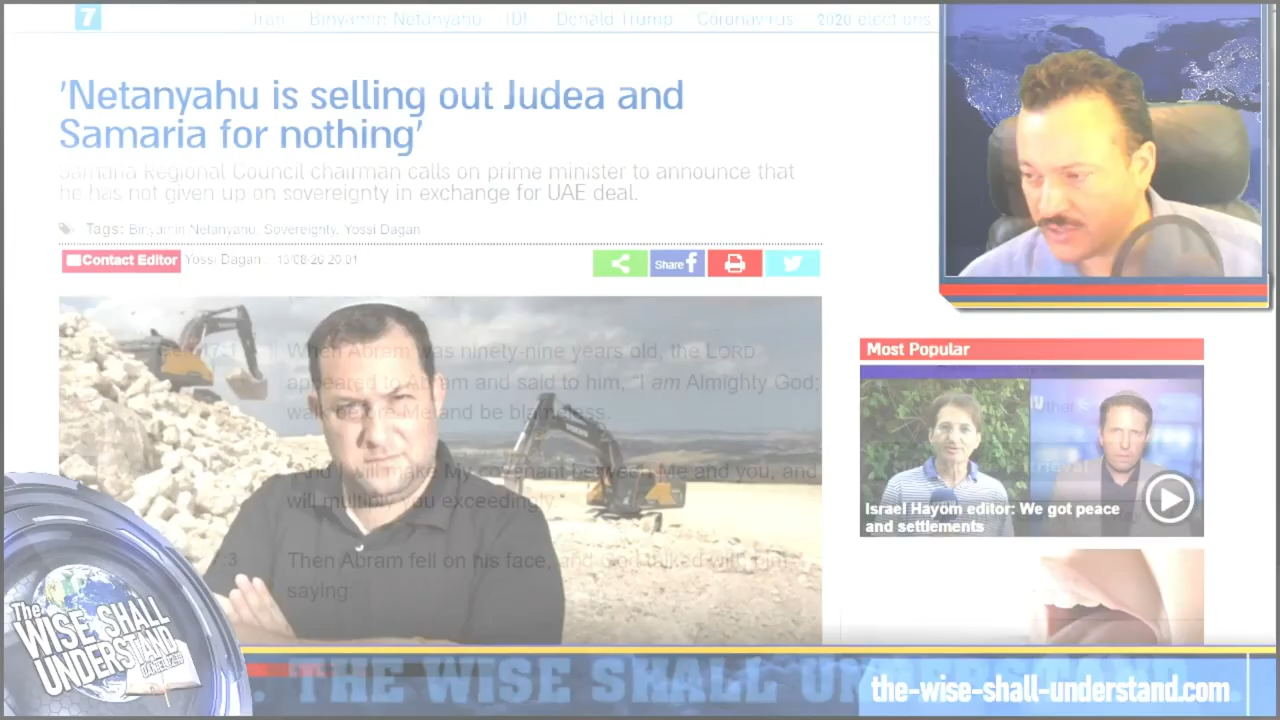 7
Iran Binyamin Netanyahu IDF Donald Trump Coronavirus 2020 elections
'Netanyahu is selling out Judea and
Samaria for nothing'
Samaria Regional Council chairman calls on prime minister to announce that
he has not given up on sovereignty in exchange for UAE deal.
Tags: Binyamin Netanyahu, Sovereignty, Yossi Dagan
Contact Editor Yossi Dagan , 13/08/20 20:01
Share f
When Abram was ninety-nine years old, the LORD
appeared to Abram and said to him, "I am Almighty God;
walk before Me and be blameless.
And I will make My covenant between Me and you, and
will multiply you exceedingly
Then Abram fell on his face, and God talked with him,
saying:
Most Popular
Israel Hayom editor: We got peace
and settlements
The
WISE SHALL
UNDERSTAND
THE WISE SHALL UNDERSTAND.
the-wise-shall-understand.com